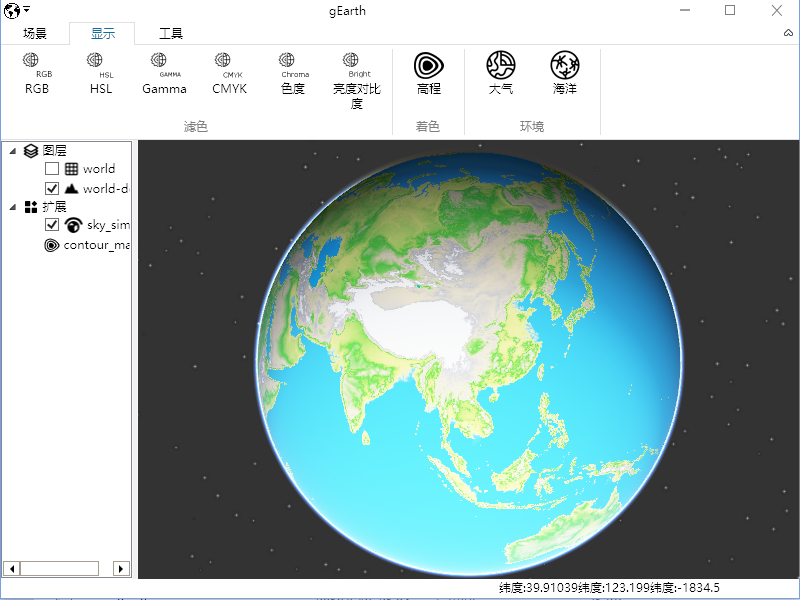 gEarth
场景 显示 工具
RGB HSL GAMMA CMYK Chroma Bright
RGB HSL Gamma CMYK 色度 亮度对比度 高程 大气 海洋
滤色 着色 环境
图层
world
world-d
扩展
sky_sim
contour_ma
纬度:39.91039纬度:123.199纬度:-1834.5